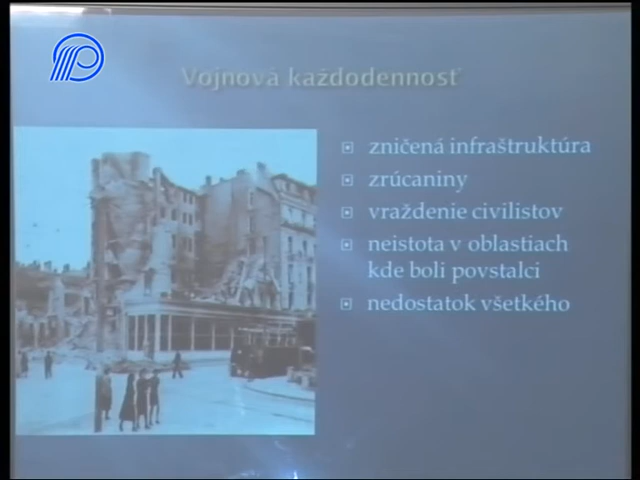 Vojnová každodennosť
zničená infraštruktúra
zrúcaniny
vraždenie civilistov
neistota v oblastiach
kde boli povstalci
nedostatok všetkého